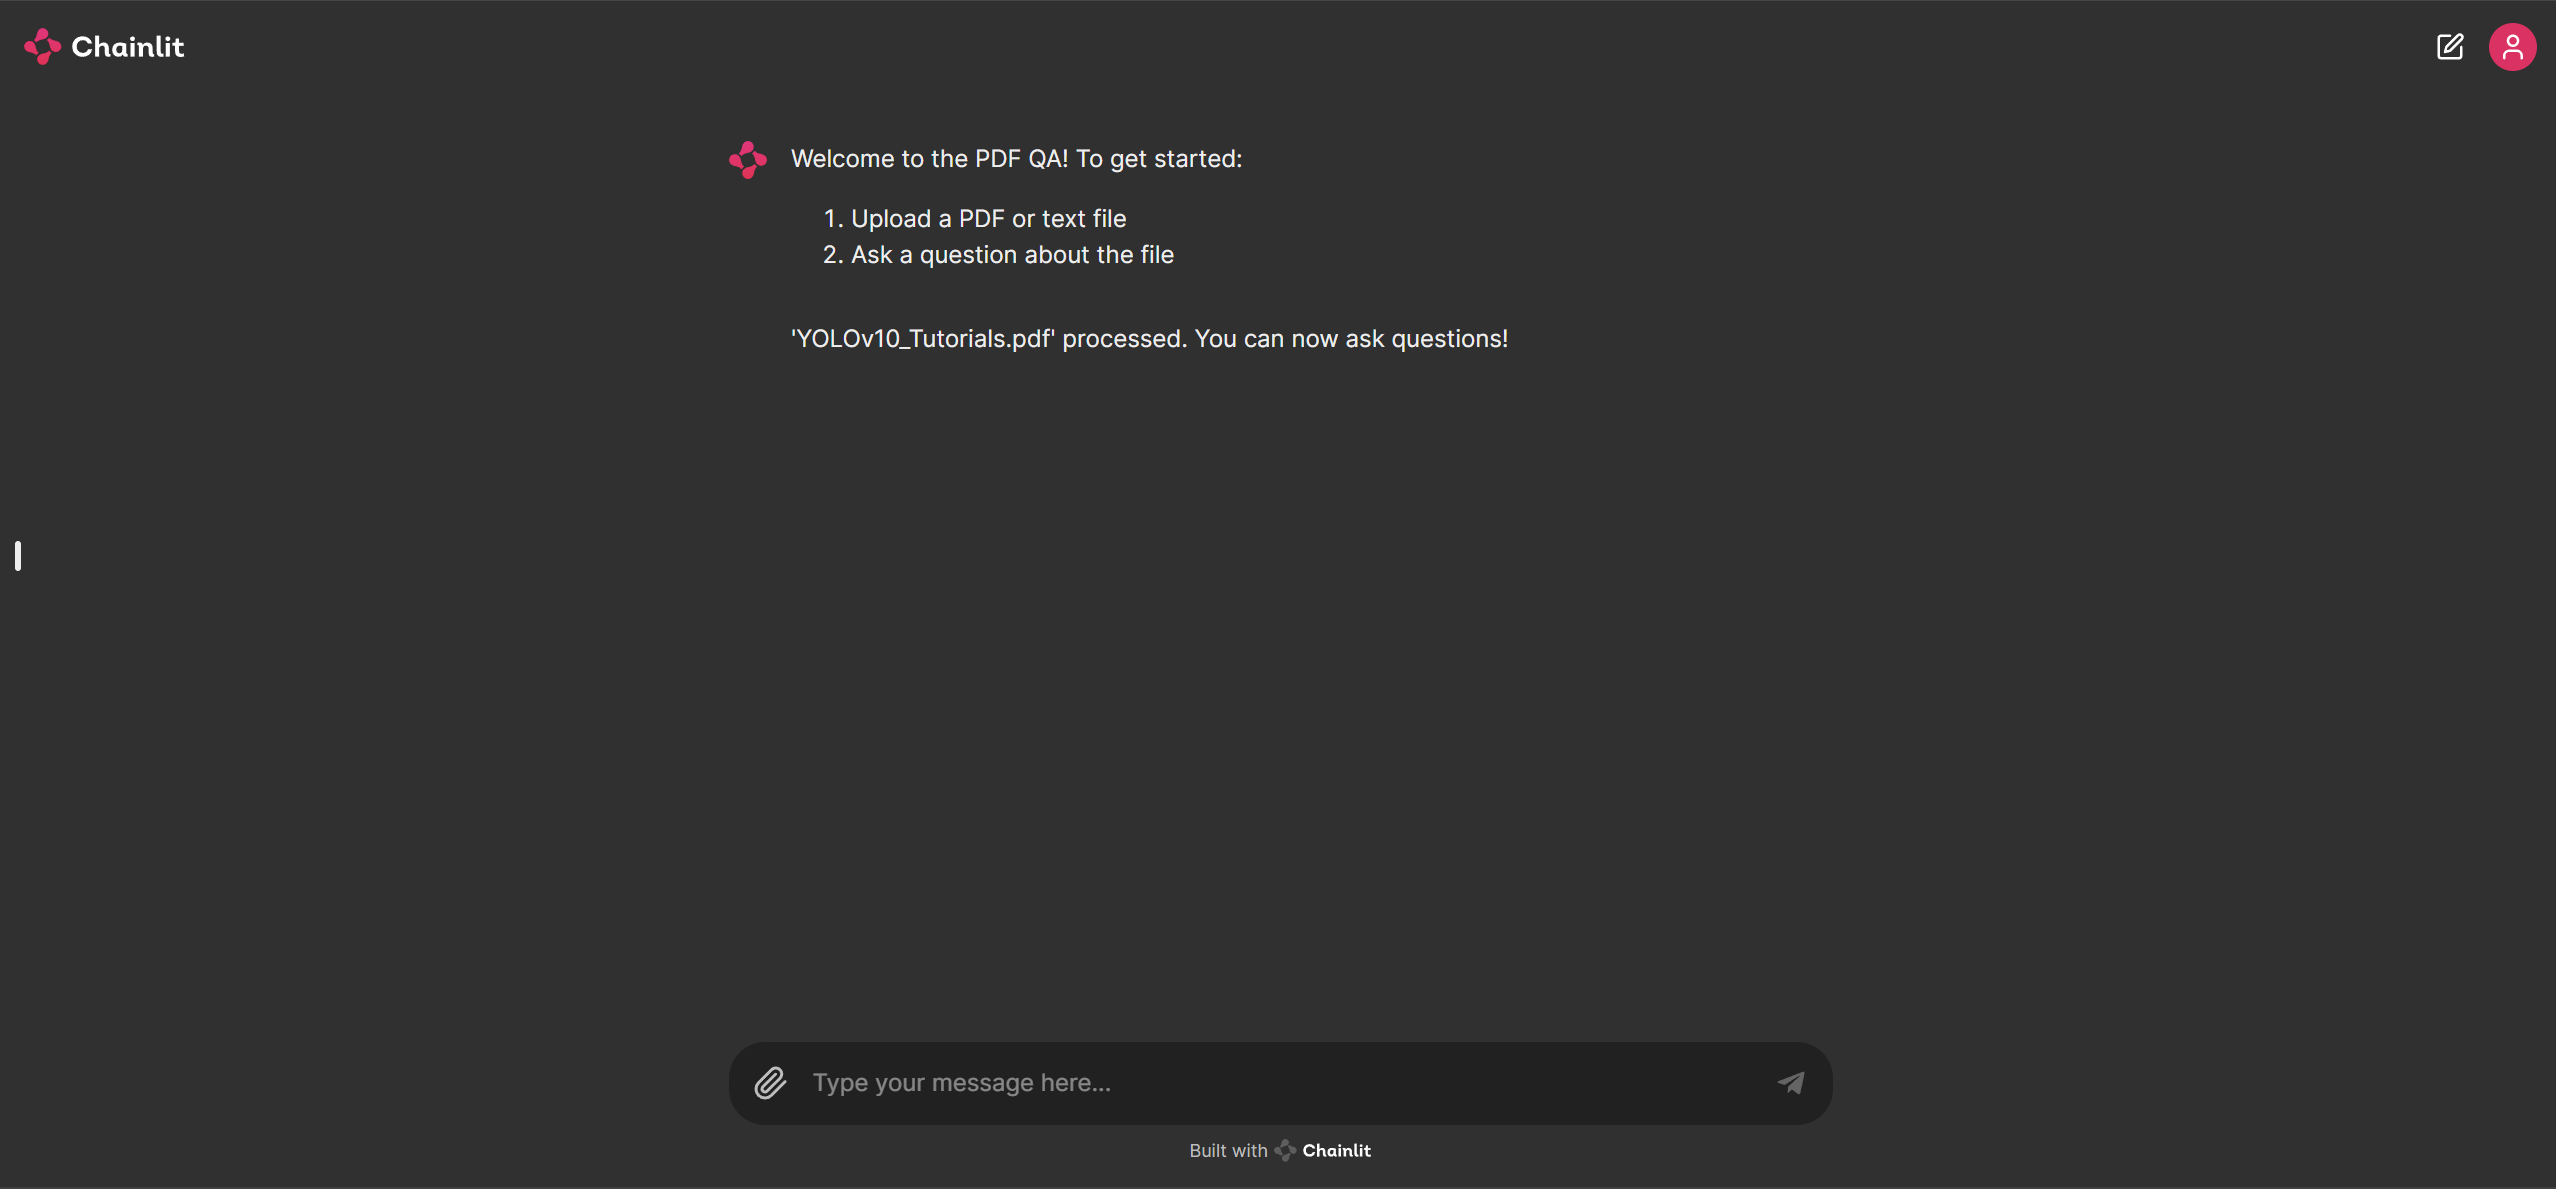 Chainlit
Welcome to the PDF QA! To get started:
1. Upload a PDF or text file
2. Ask a question about the file
'YOLOv10_Tutorials.pdf' processed. You can now ask questions!
Type your message here...
Built with Chainlit